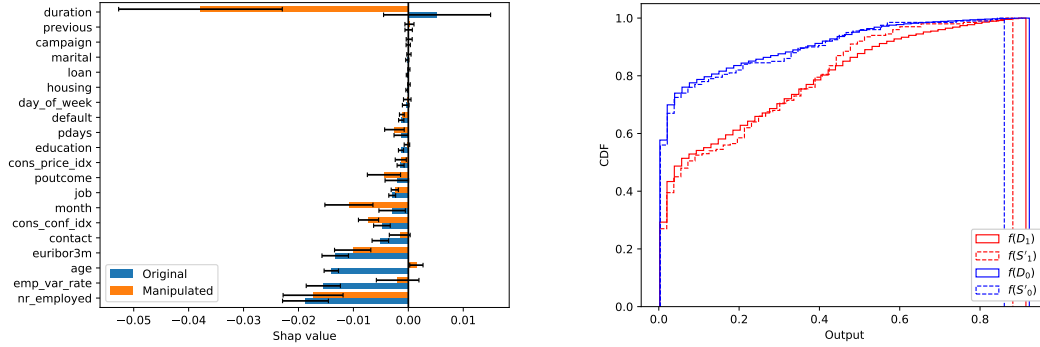 duration
previous
campaign
marital
loan
housing
day_of_week
default
pdays
education
cons_price_idx
poutcome
job
month
cons_conf_idx
contact
euribor3m
age
emp_var_rate
nr_employed
Original
Manipulated
−0.05 −0.04 −0.03 −0.02 −0.01 0.00 0.01
Shap value
1.0
0.8
0.6
0.4
0.2
0.0
CDF
f(D₁)
f(S'₁)
f(D₀)
f(S'₀)
0.0 0.2 0.4 0.6 0.8
Output